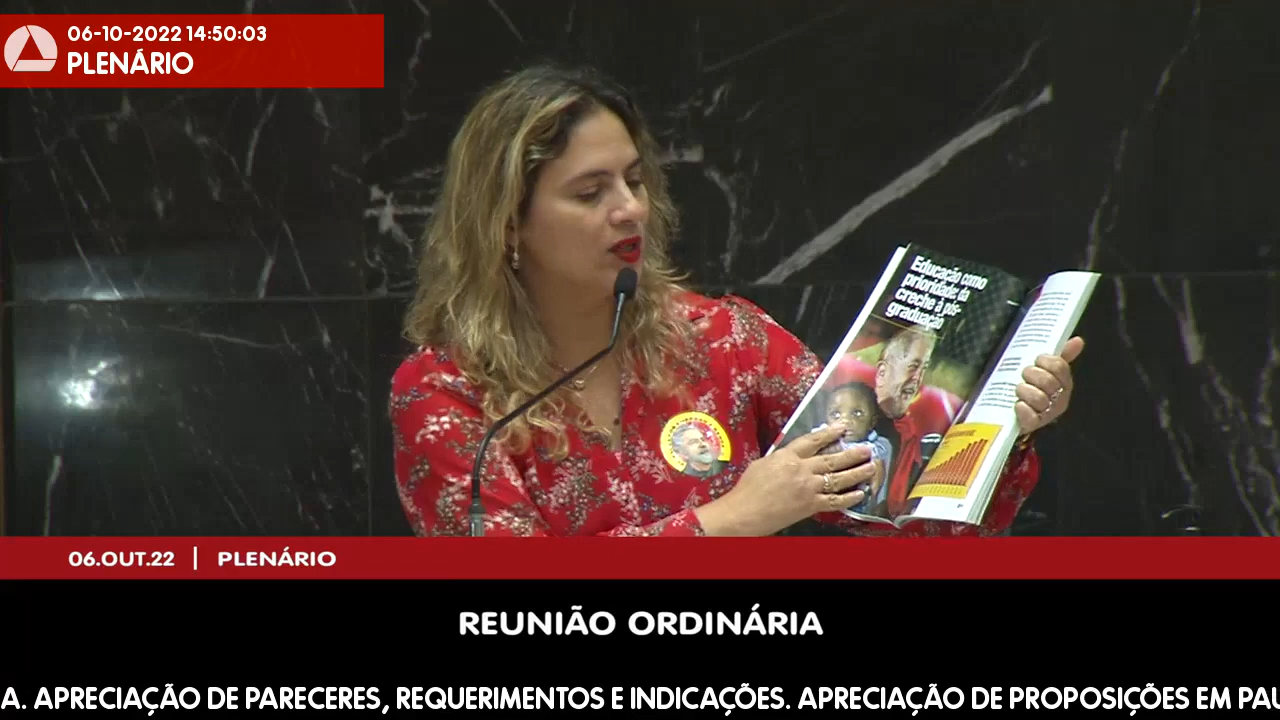 06-10-2022 14:50:03
PLENÁRIO
Educação como
prioridade, da
creche à pós-
graduação
06.OUT.22 | PLENÁRIO
REUNIÃO ORDINÁRIA
A. APRECIAÇÃO DE PARECERES, REQUERIMENTOS E INDICAÇÕES. APRECIAÇÃO DE PROPOSIÇÕES EM PAU